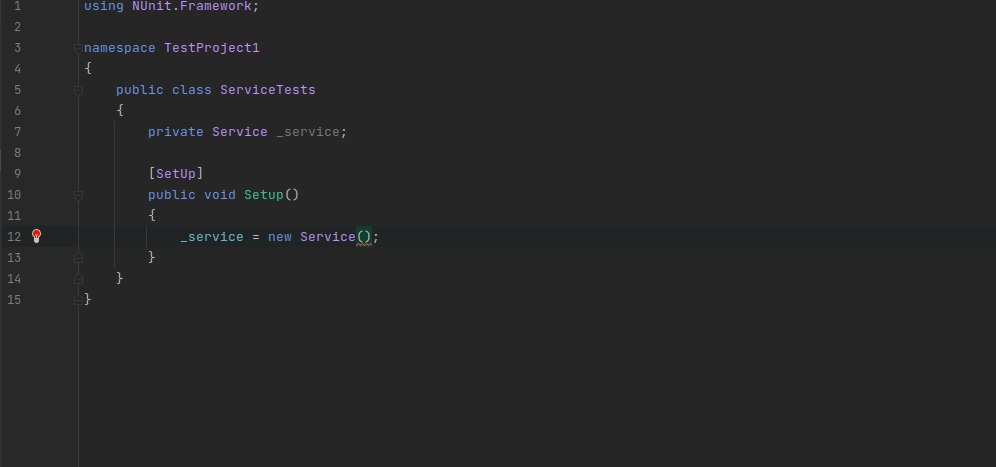 1 using NUnit.Framework;
2
3 namespace TestProject1
4 {
5 public class ServiceTests
6 {
7 private Service _service;
8
9 [SetUp]
10 public void Setup()
11 {
12 _service = new Service();
13 }
14 }
15 }